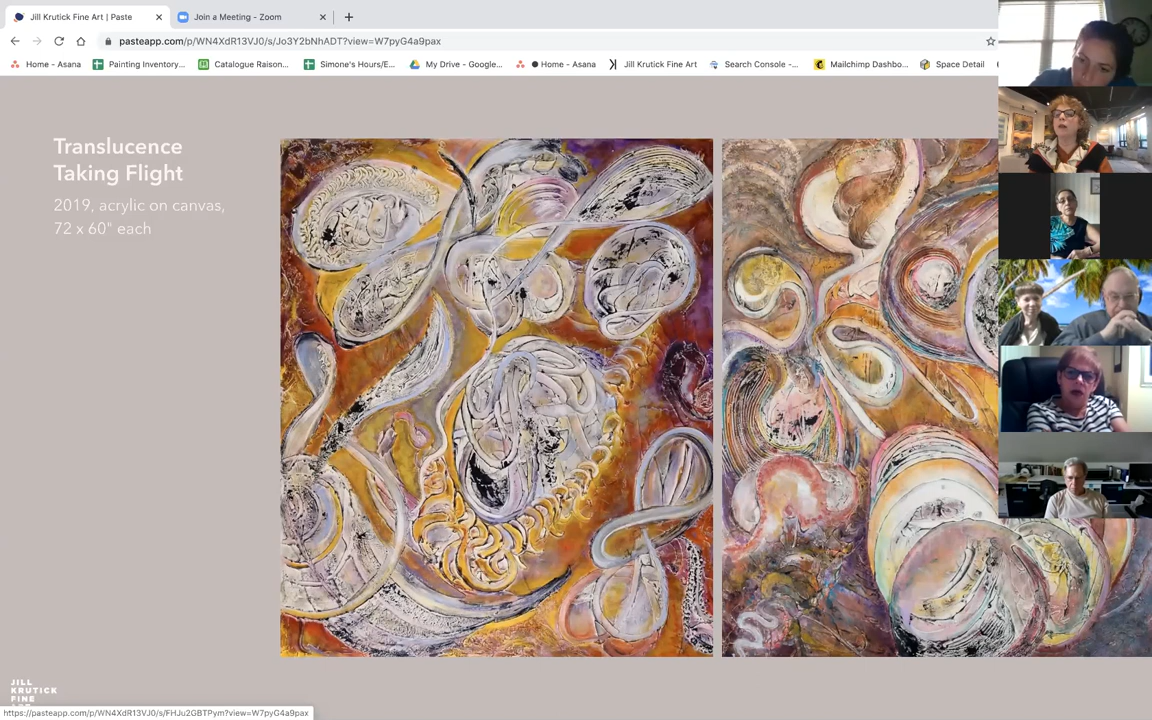 Jill Krutick Fine Art | Paste
Join a Meeting - Zoom
pasteapp.com/p/WN4XdR13VJ0/s/Jo3Y2bNhADT?view=W7pyG4a9pax
Home - Asana
Painting Inventory...
Catalogue Raison...
Simone's Hours/E...
My Drive - Google...
Home - Asana
Jill Krutick Fine Art
Search Console -...
Mailchimp Dashbo...
Space Detail
Translucence
Taking Flight
2019, acrylic on canvas,
72 x 60" each
JILL
KRUTICK
FINE
https://pasteapp.com/p/WN4XdR13VJ0/s/FHJu2GBTPym?view=W7pyG4a9pax